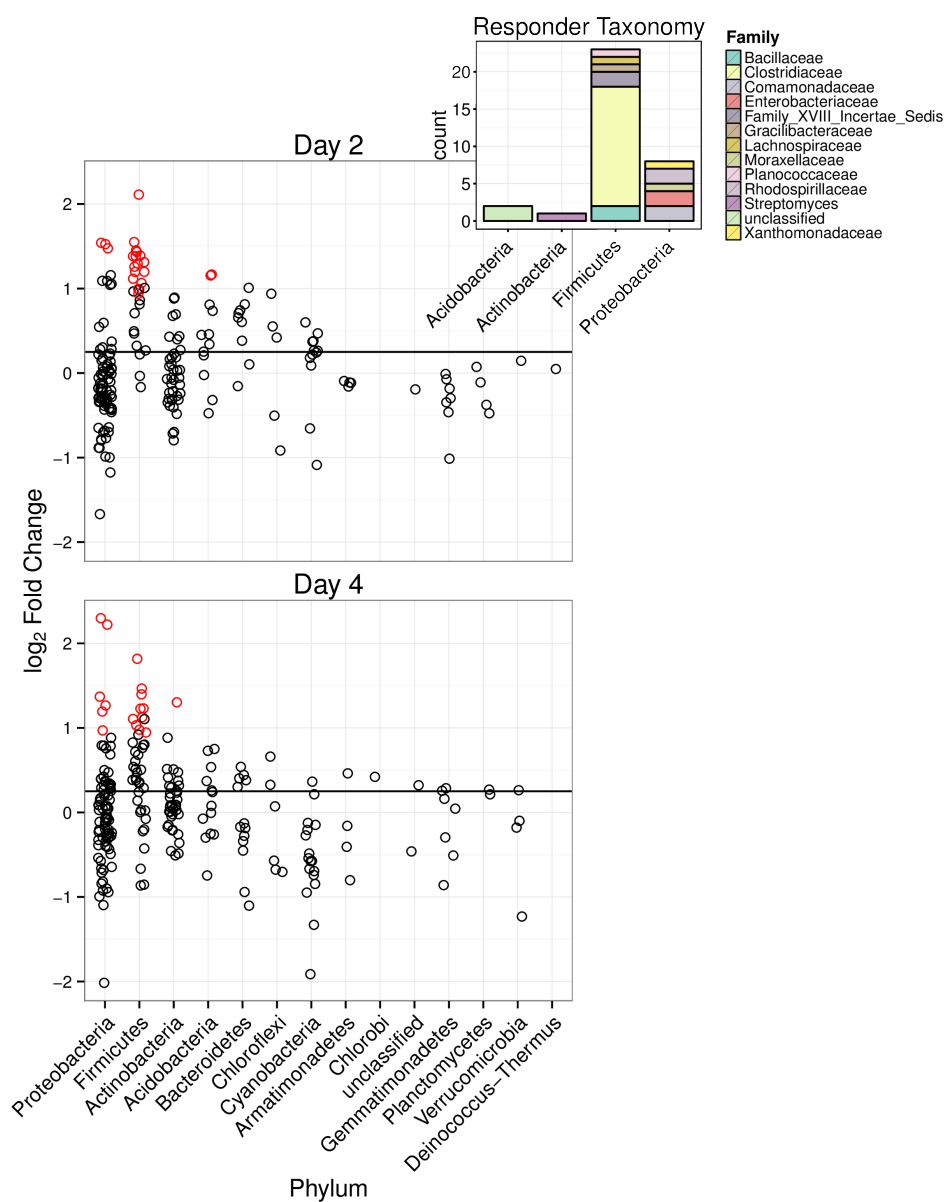 Responder Taxonomy
count
20
15
10
5
0
Acidobacteria
Actinobacteria
Firmicutes
Proteobacteria
Family
Bacillaceae
Clostridiaceae
Comamonadaceae
Enterobacteriaceae
Family_XVIII_Incertae_Sedis
Gracilibacteraceae
Lachnospiraceae
Moraxellaceae
Planococcaceae
Rhodospirillaceae
Streptomyces
unclassified
Xanthomonadaceae
Day 2
2
1
0
−1
−2
log₂ Fold Change
Day 4
2
1
0
−1
−2
Proteobacteria
Firmicutes
Actinobacteria
Acidobacteria
Bacteroidetes
Chloroflexi
Cyanobacteria
Armatimonadetes
Chlorobi
unclassified
Gemmatimonadetes
Planctomycetes
Verrucomicrobia
Deinococcus−Thermus
Phylum